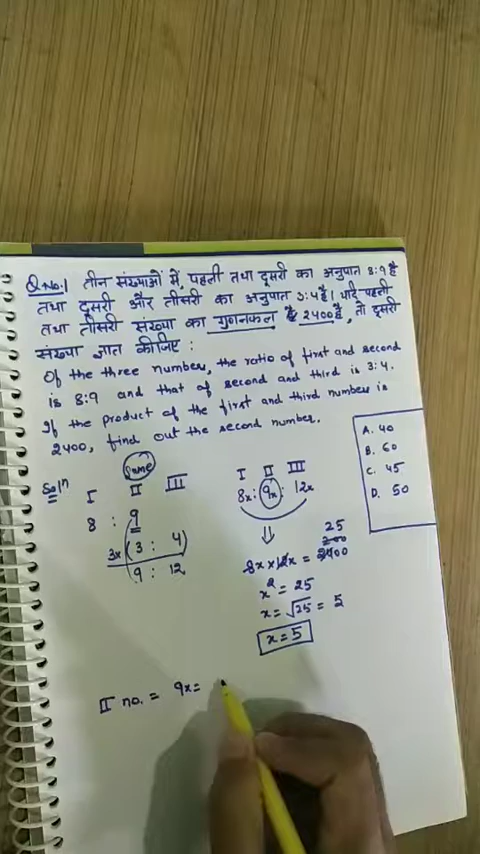 Q.No:1 तीन संख्याओं में, पहली तथा दूसरी का अनुपात 8:9 है
तथा दूसरी और तीसरी का अनुपात 3:4 है। यदि पहली
तथा तीसरी संख्या का गुणनफल है 2400 है, तो दूसरी
संख्या ज्ञात कीजिए :
Of the three number, the ratio of first and second
is 8:9 and that of second and third is 3:4.
If the product of the first and third number is
2400, find out the second number.
A. 40
B. 60
C. 45
D. 50
Soln
same
I II III
8 : 9
3x (3 : 4)
9 : 12
I II III
8x : 9x : 12x
⇓
25
200
8x x 12x = 2400
x² = 25
x = √25 = 5
x = 5
II no. = 9x =